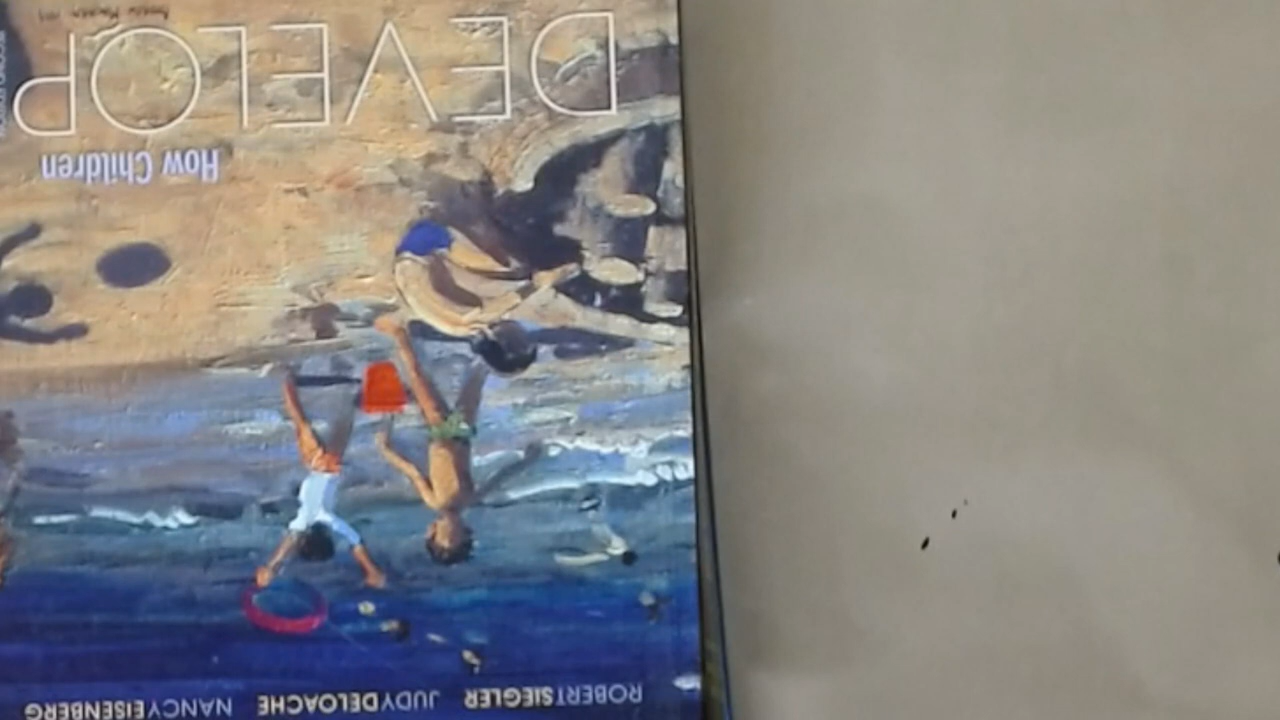 ROBERT SIEGLER JUDY DELOACHE NANCY EISENBERG
How Children
DEVELOP